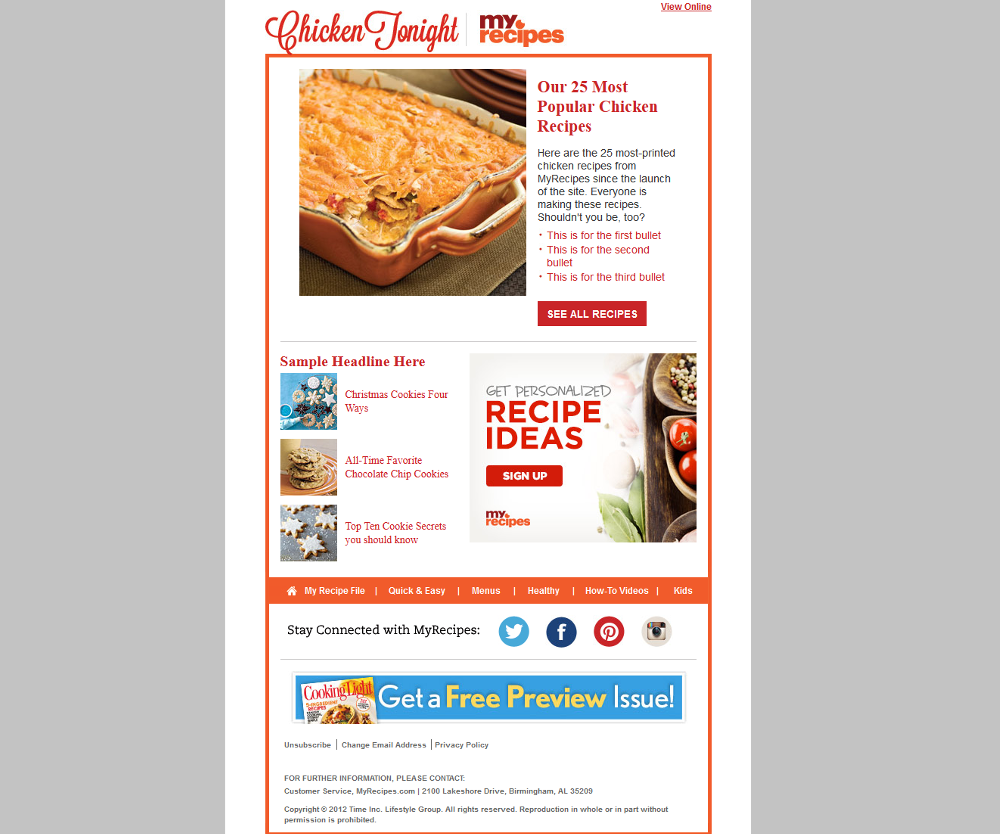 View Online
Chicken Tonight
my
recipes
Our 25 Most
Popular Chicken
Recipes
Here are the 25 most-printed
chicken recipes from
MyRecipes since the launch
of the site. Everyone is
making these recipes.
Shouldn't you be, too?
• This is for the first bullet
• This is for the second
bullet
• This is for the third bullet
SEE ALL RECIPES
Sample Headline Here
Christmas Cookies Four
Ways
All-Time Favorite
Chocolate Chip Cookies
Top Ten Cookie Secrets
you should know
GET PERSONALIZED
RECIPE
IDEAS
SIGN UP
my
recipes
My Recipe File | Quick & Easy | Menus | Healthy | How-To Videos | Kids
Stay Connected with MyRecipes:
Cooking Light
Get a Free Preview Issue!
Unsubscribe | Change Email Address | Privacy Policy
FOR FURTHER INFORMATION, PLEASE CONTACT:
Customer Service, MyRecipes.com | 2100 Lakeshore Drive, Birmingham, AL 35209
Copyright © 2012 Time Inc. Lifestyle Group. All rights reserved. Reproduction in whole or in part without
permission is prohibited.